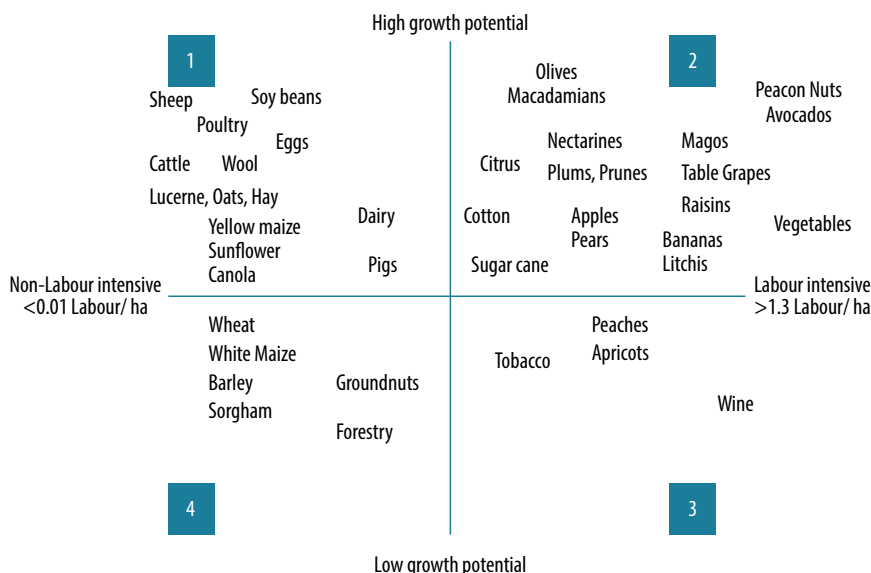 High growth potential
1
2
Sheep
Soy beans
Poultry
Eggs
Cattle
Wool
Lucerne, Oats, Hay
Yellow maize
Sunflower
Canola
Dairy
Pigs
Olives
Macadamians
Peacon Nuts
Avocados
Nectarines
Magos
Citrus
Plums, Prunes
Table Grapes
Raisins
Cotton
Apples
Pears
Vegetables
Bananas
Litchis
Sugar cane
Non-Labour intensive
<0.01 Labour/ ha
Labour intensive
>1.3 Labour/ ha
Wheat
White Maize
Barley
Sorgham
Groundnuts
Forestry
Peaches
Apricots
Tobacco
Wine
4
3
Low growth potential